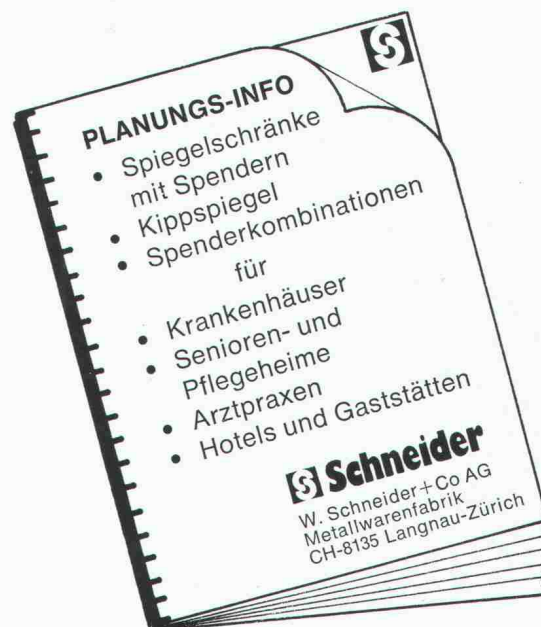 S
PLANUNGS-INFO
• Spiegelschränke
mit Spendern
• Kippspiegel
• Spenderkombinationen
für
• Krankenhäuser
• Senioren- und
Pflegeheime
• Arztpraxen
• Hotels und Gaststätten
S Schneider
W. Schneider+Co AG
Metallwarenfabrik
CH-8135 Langnau-Zürich